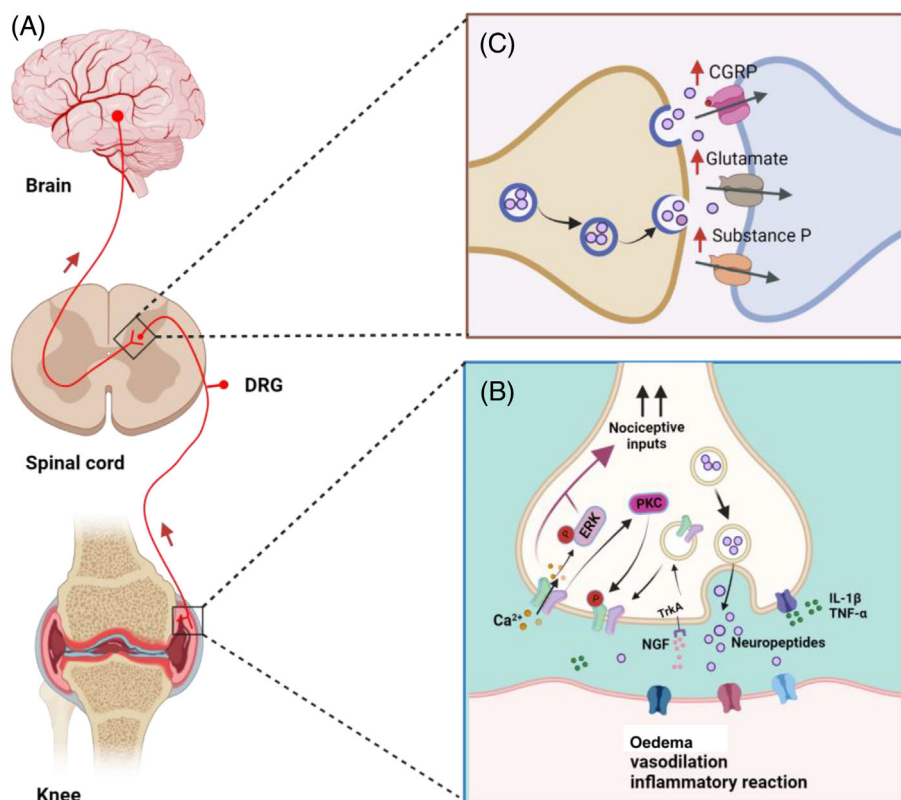 (A)
Brain
DRG
Spinal cord
Knee
(C)
CGRP
Glutamate
Substance P
(B)
Nociceptive
inputs
PKC
P
ERK
P
Ca²⁺
TrkA
NGF
Neuropeptides
IL-1β
TNF-α
Oedema
vasodilation
inflammatory reaction